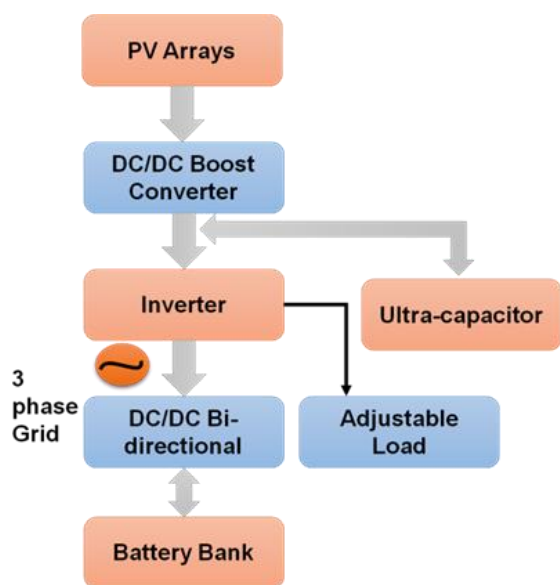 PV Arrays
DC/DC Boost
Converter
Inverter
Ultra-capacitor
3
phase
Grid
DC/DC Bi-
directional
Adjustable
Load
Battery Bank